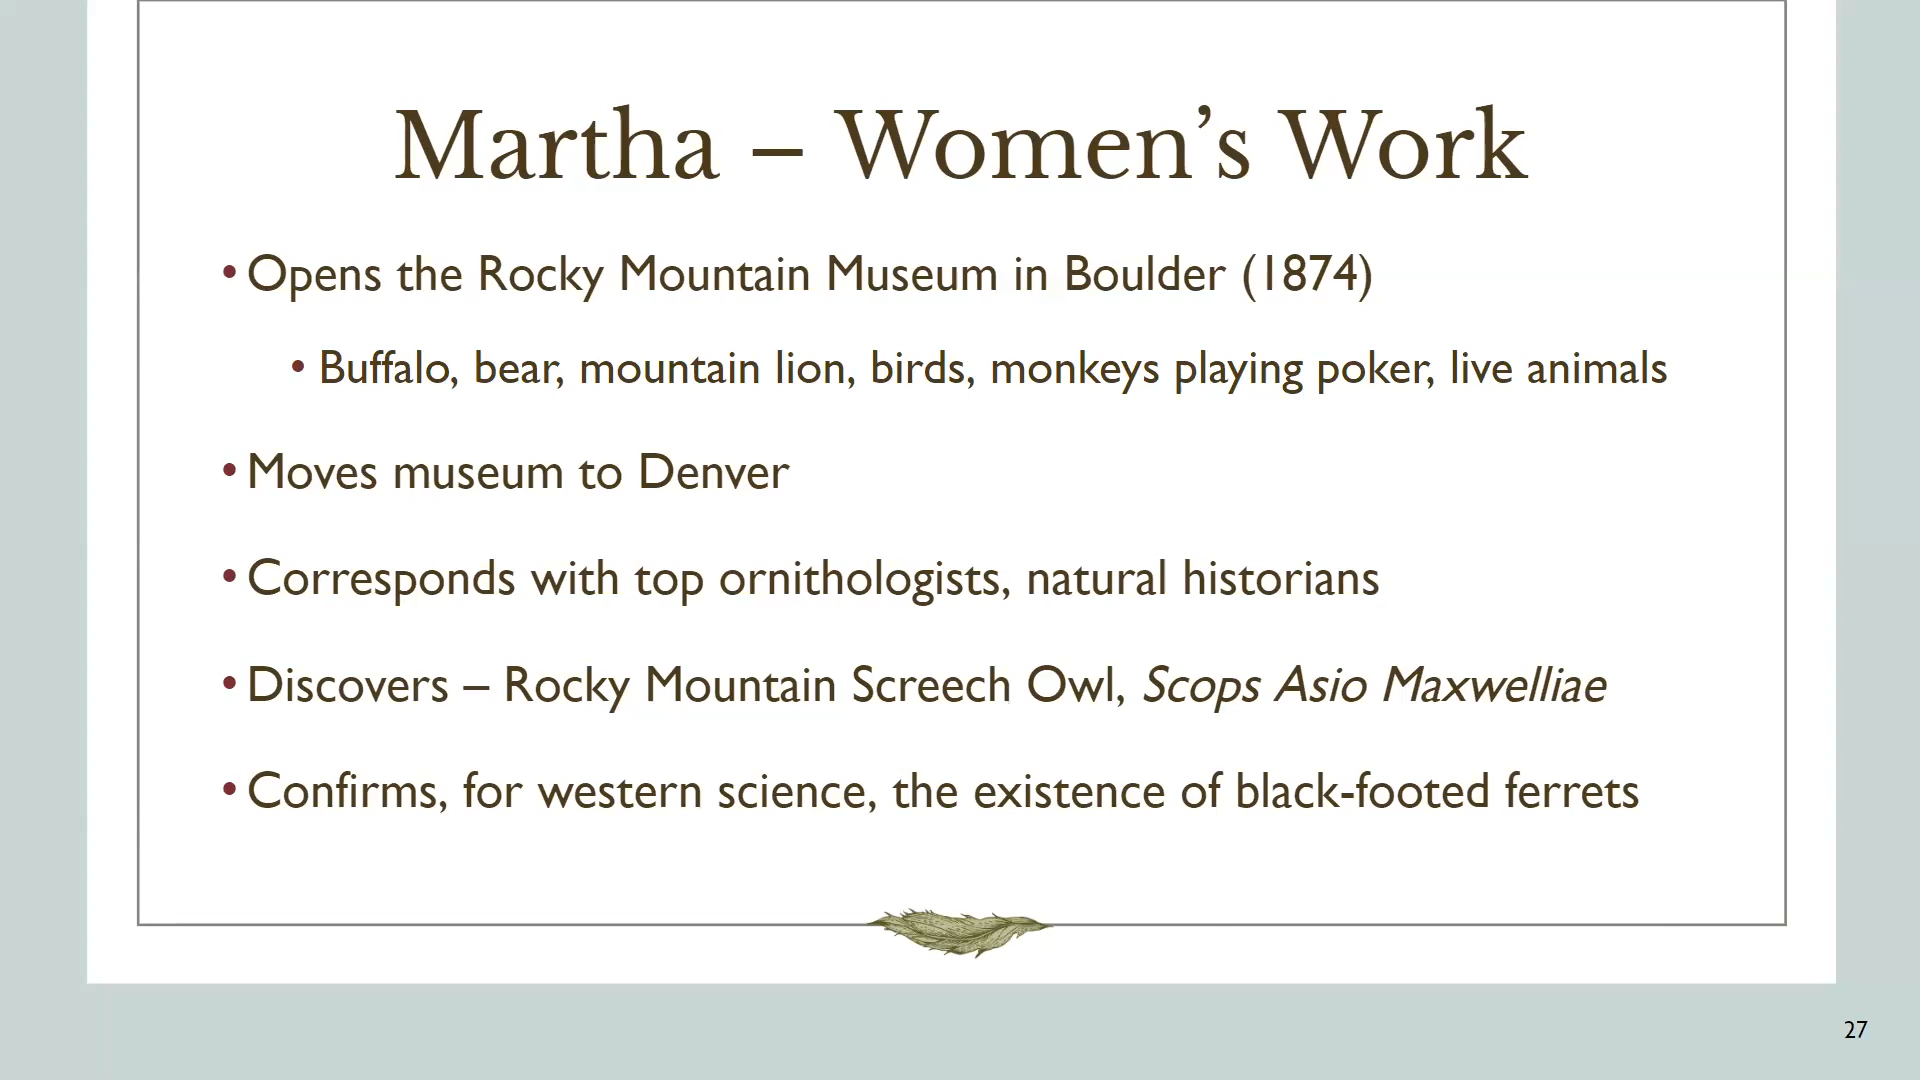 Martha – Women’s Work
• Opens the Rocky Mountain Museum in Boulder (1874)
• Buffalo, bear, mountain lion, birds, monkeys playing poker, live animals
• Moves museum to Denver
• Corresponds with top ornithologists, natural historians
• Discovers – Rocky Mountain Screech Owl, Scops Asio Maxwelliae
• Confirms, for western science, the existence of black-footed ferrets
27